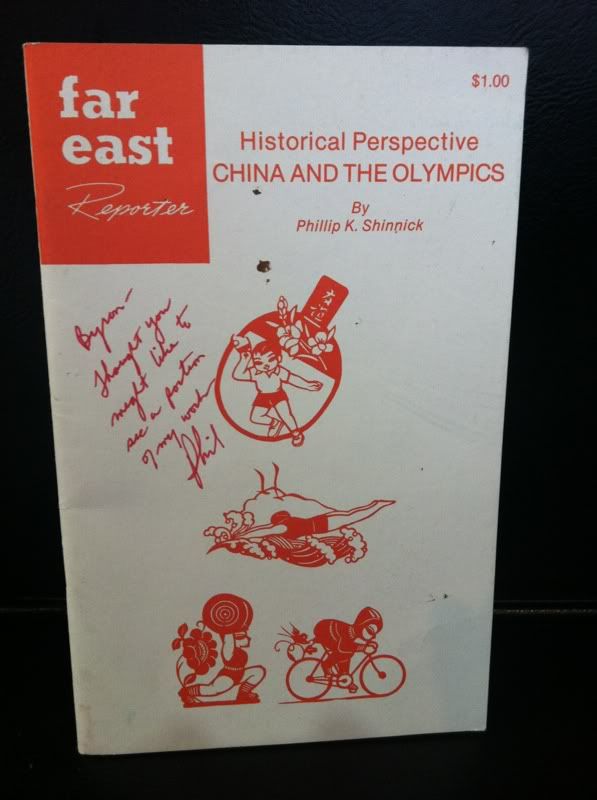 far
east
Reporter
$1.00
Historical Perspective
CHINA AND THE OLYMPICS
By
Phillip K. Shinnick
Byron—
thought you
might like to
see a portion
of my work
Phil